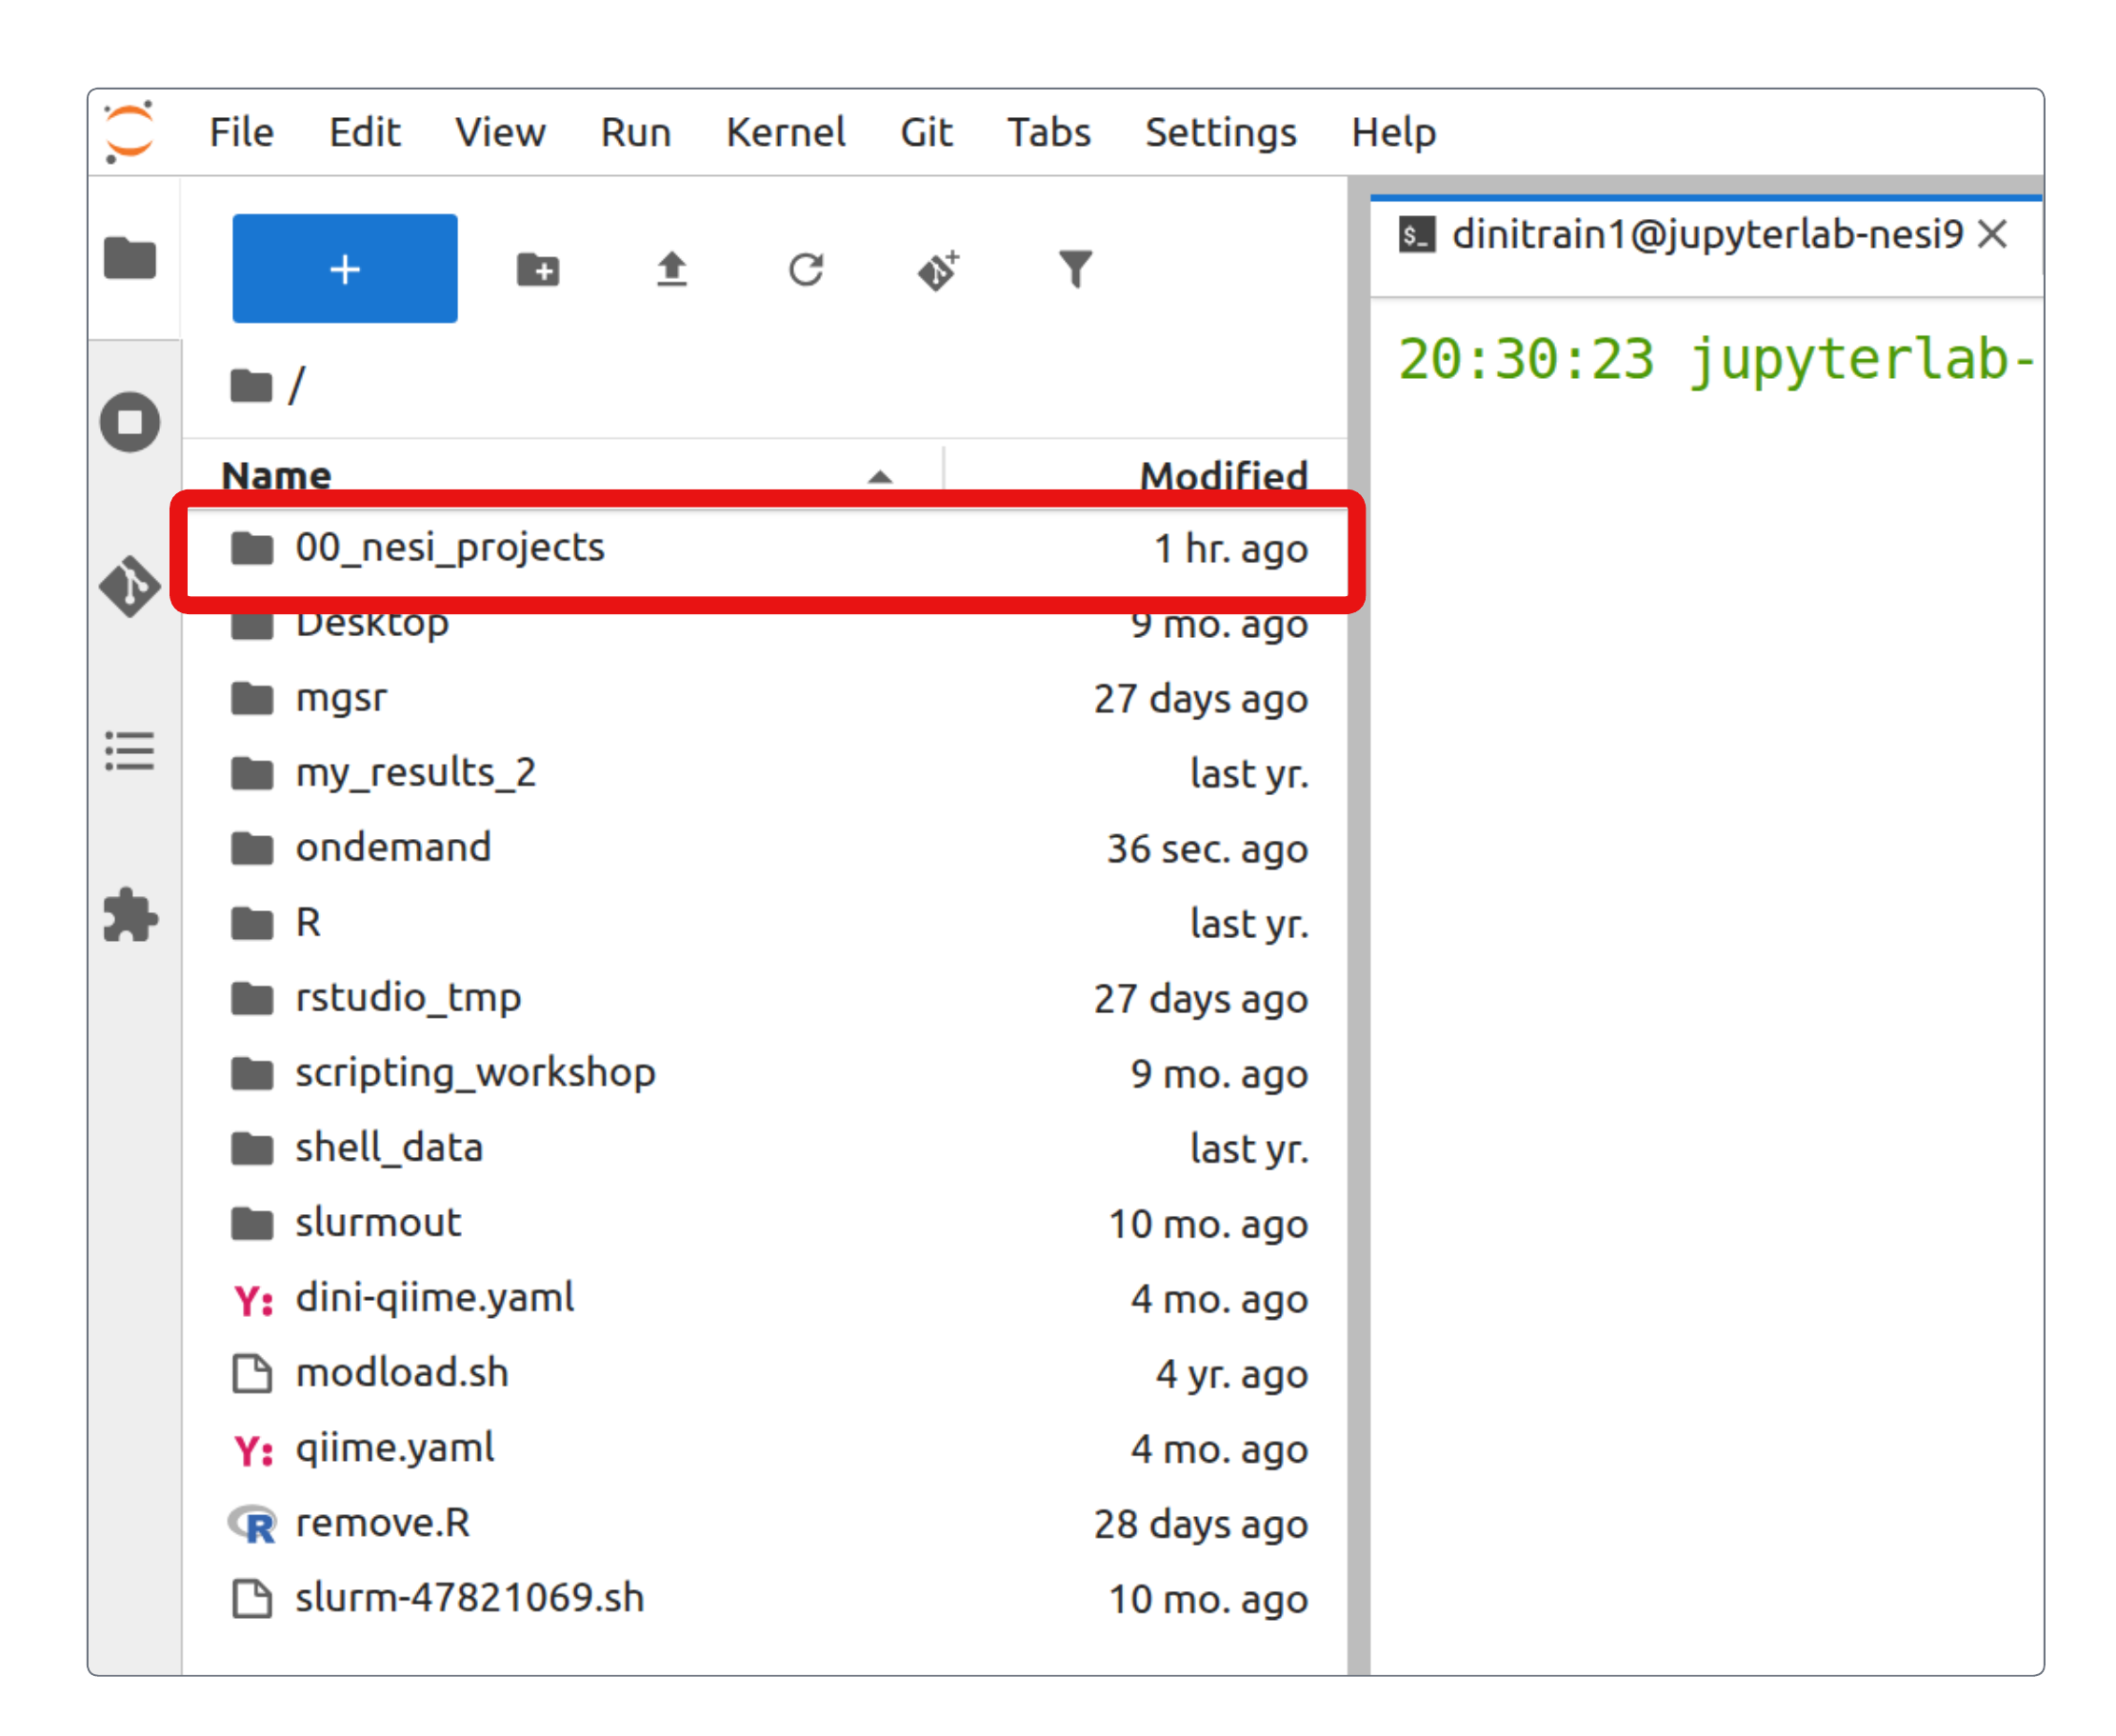 File Edit View Run Kernel Git Tabs Settings Help
dinitrain1@jupyterlab-nesi9
20:30:23 jupyterlab-
/
Name Modified
00_nesi_projects 1 hr. ago
Desktop 9 mo. ago
mgsr 27 days ago
my_results_2 last yr.
ondemand 36 sec. ago
R last yr.
rstudio_tmp 27 days ago
scripting_workshop 9 mo. ago
shell_data last yr.
slurmout 10 mo. ago
dini-qiime.yaml 4 mo. ago
modload.sh 4 yr. ago
qiime.yaml 4 mo. ago
remove.R 28 days ago
slurm-47821069.sh 10 mo. ago